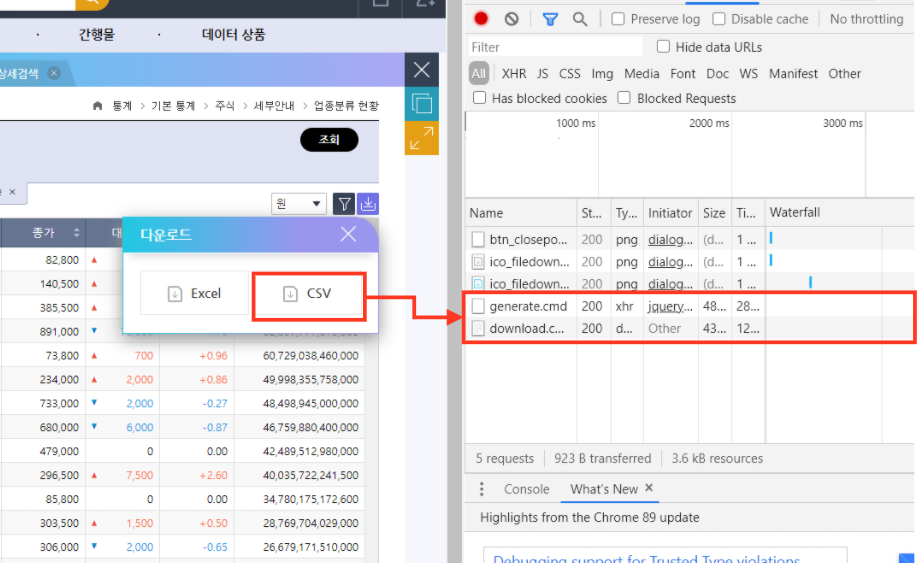 간행물 · 데이터 상품
상세검색
통계 > 기본 통계 > 주식 > 세부안내 > 업종분류 현황
조회
원
종가
다운로드
Excel
CSV
82,800
140,500
385,500
891,000
73,800 700 +0.96 60,729,038,460,000
234,000 2,000 +0.86 49,998,355,758,000
733,000 2,000 -0.27 48,498,945,000,000
680,000 6,000 -0.87 46,759,880,400,000
479,000 0 0.00 42,489,512,980,000
296,500 7,500 +2.60 40,035,722,241,500
85,800 0 0.00 34,780,175,172,600
303,500 1,500 +0.50 28,769,704,029,000
306,000 2,000 -0.65 26,679,171,510,000
Preserve log Disable cache No throttling
Filter Hide data URLs
All XHR JS CSS Img Media Font Doc WS Manifest Other
Has blocked cookies Blocked Requests
1000 ms 2000 ms 3000 ms
Name St... Ty... Initiator Size Ti... Waterfall
btn_closepo... 200 png dialog... (d... 1 ...
ico_filedown... 200 png dialog... (d... 1 ...
ico_filedown... 200 png dialog... (d... 1 ...
generate.cmd 200 xhr jquery... 48... 28...
download.c... 200 d... Other 43... 12...
5 requests 923 B transferred 3.6 kB resources
Console What's New
Highlights from the Chrome 89 update
Debugging support for Trusted Type violations